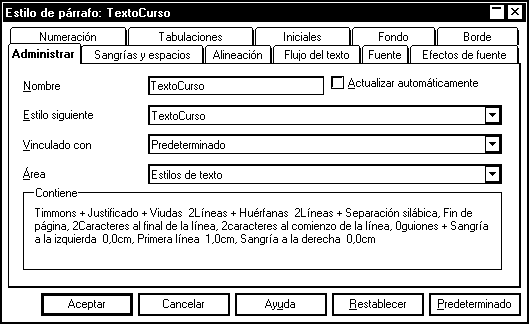 Estilo de párrafo: TextoCurso
Numeración Tabulaciones Iniciales Fondo Borde
Administrar Sangrías y espacios Alineación Flujo del texto Fuente Efectos de fuente
Nombre TextoCurso Actualizar automáticamente
Estilo siguiente TextoCurso
Vinculado con Predeterminado
Área Estilos de texto
Contiene
Timmons + Justificado + Viudas 2Líneas + Huérfanas 2Líneas + Separación silábica, Fin de
página, 2Caracteres al final de la línea, 2caracteres al comienzo de la línea, 0guiones + Sangría
a la izquierda 0,0cm, Primera línea 1,0cm, Sangría a la derecha 0,0cm
Aceptar Cancelar Ayuda Restablecer Predeterminado